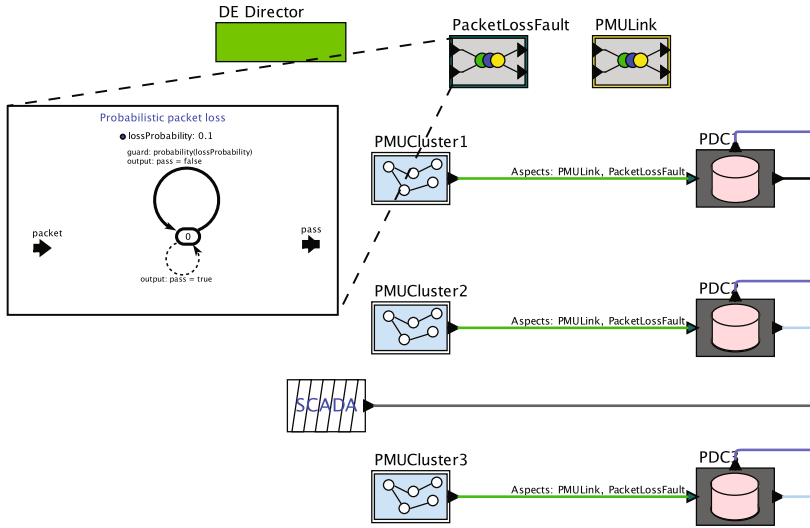 DE Director
PacketLossFault
PMULink
Probabilistic packet loss
lossProbability: 0.1
guard: probability(lossProbability)
output: pass = false
packet
0
pass
output: pass = true
PMUCluster1
Aspects: PMULink, PacketLossFault
PDC1
PMUCluster2
Aspects: PMULink, PacketLossFault
PDC2
SCADA
PMUCluster3
Aspects: PMULink, PacketLossFault
PDC3